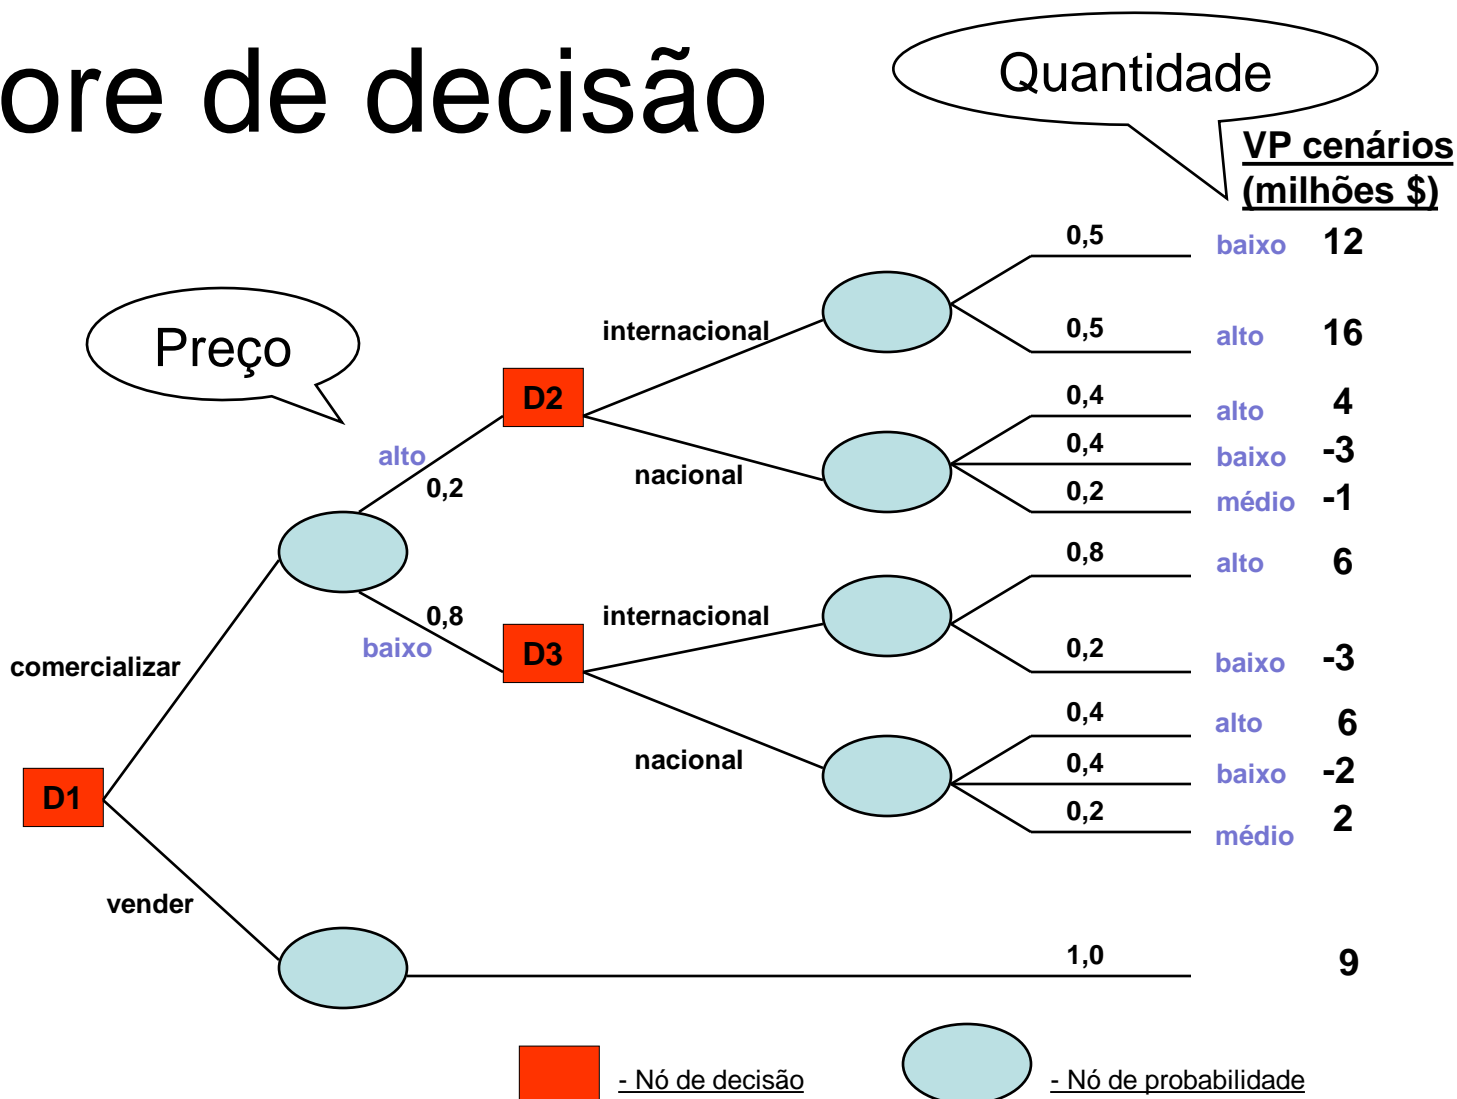 ore de decisão
Quantidade
VP cenários
(milhões $)
0,5 baixo 12
internacional 0,5 alto 16
Preço
D2 0,4 alto 4
alto 0,4 baixo -3
0,2 nacional 0,2 médio -1
0,8 alto 6
0,8 internacional
baixo D3 0,2 baixo -3
comercializar
0,4 alto 6
nacional 0,4 baixo -2
D1 0,2 médio 2
vender
1,0 9
- Nó de decisão - Nó de probabilidade